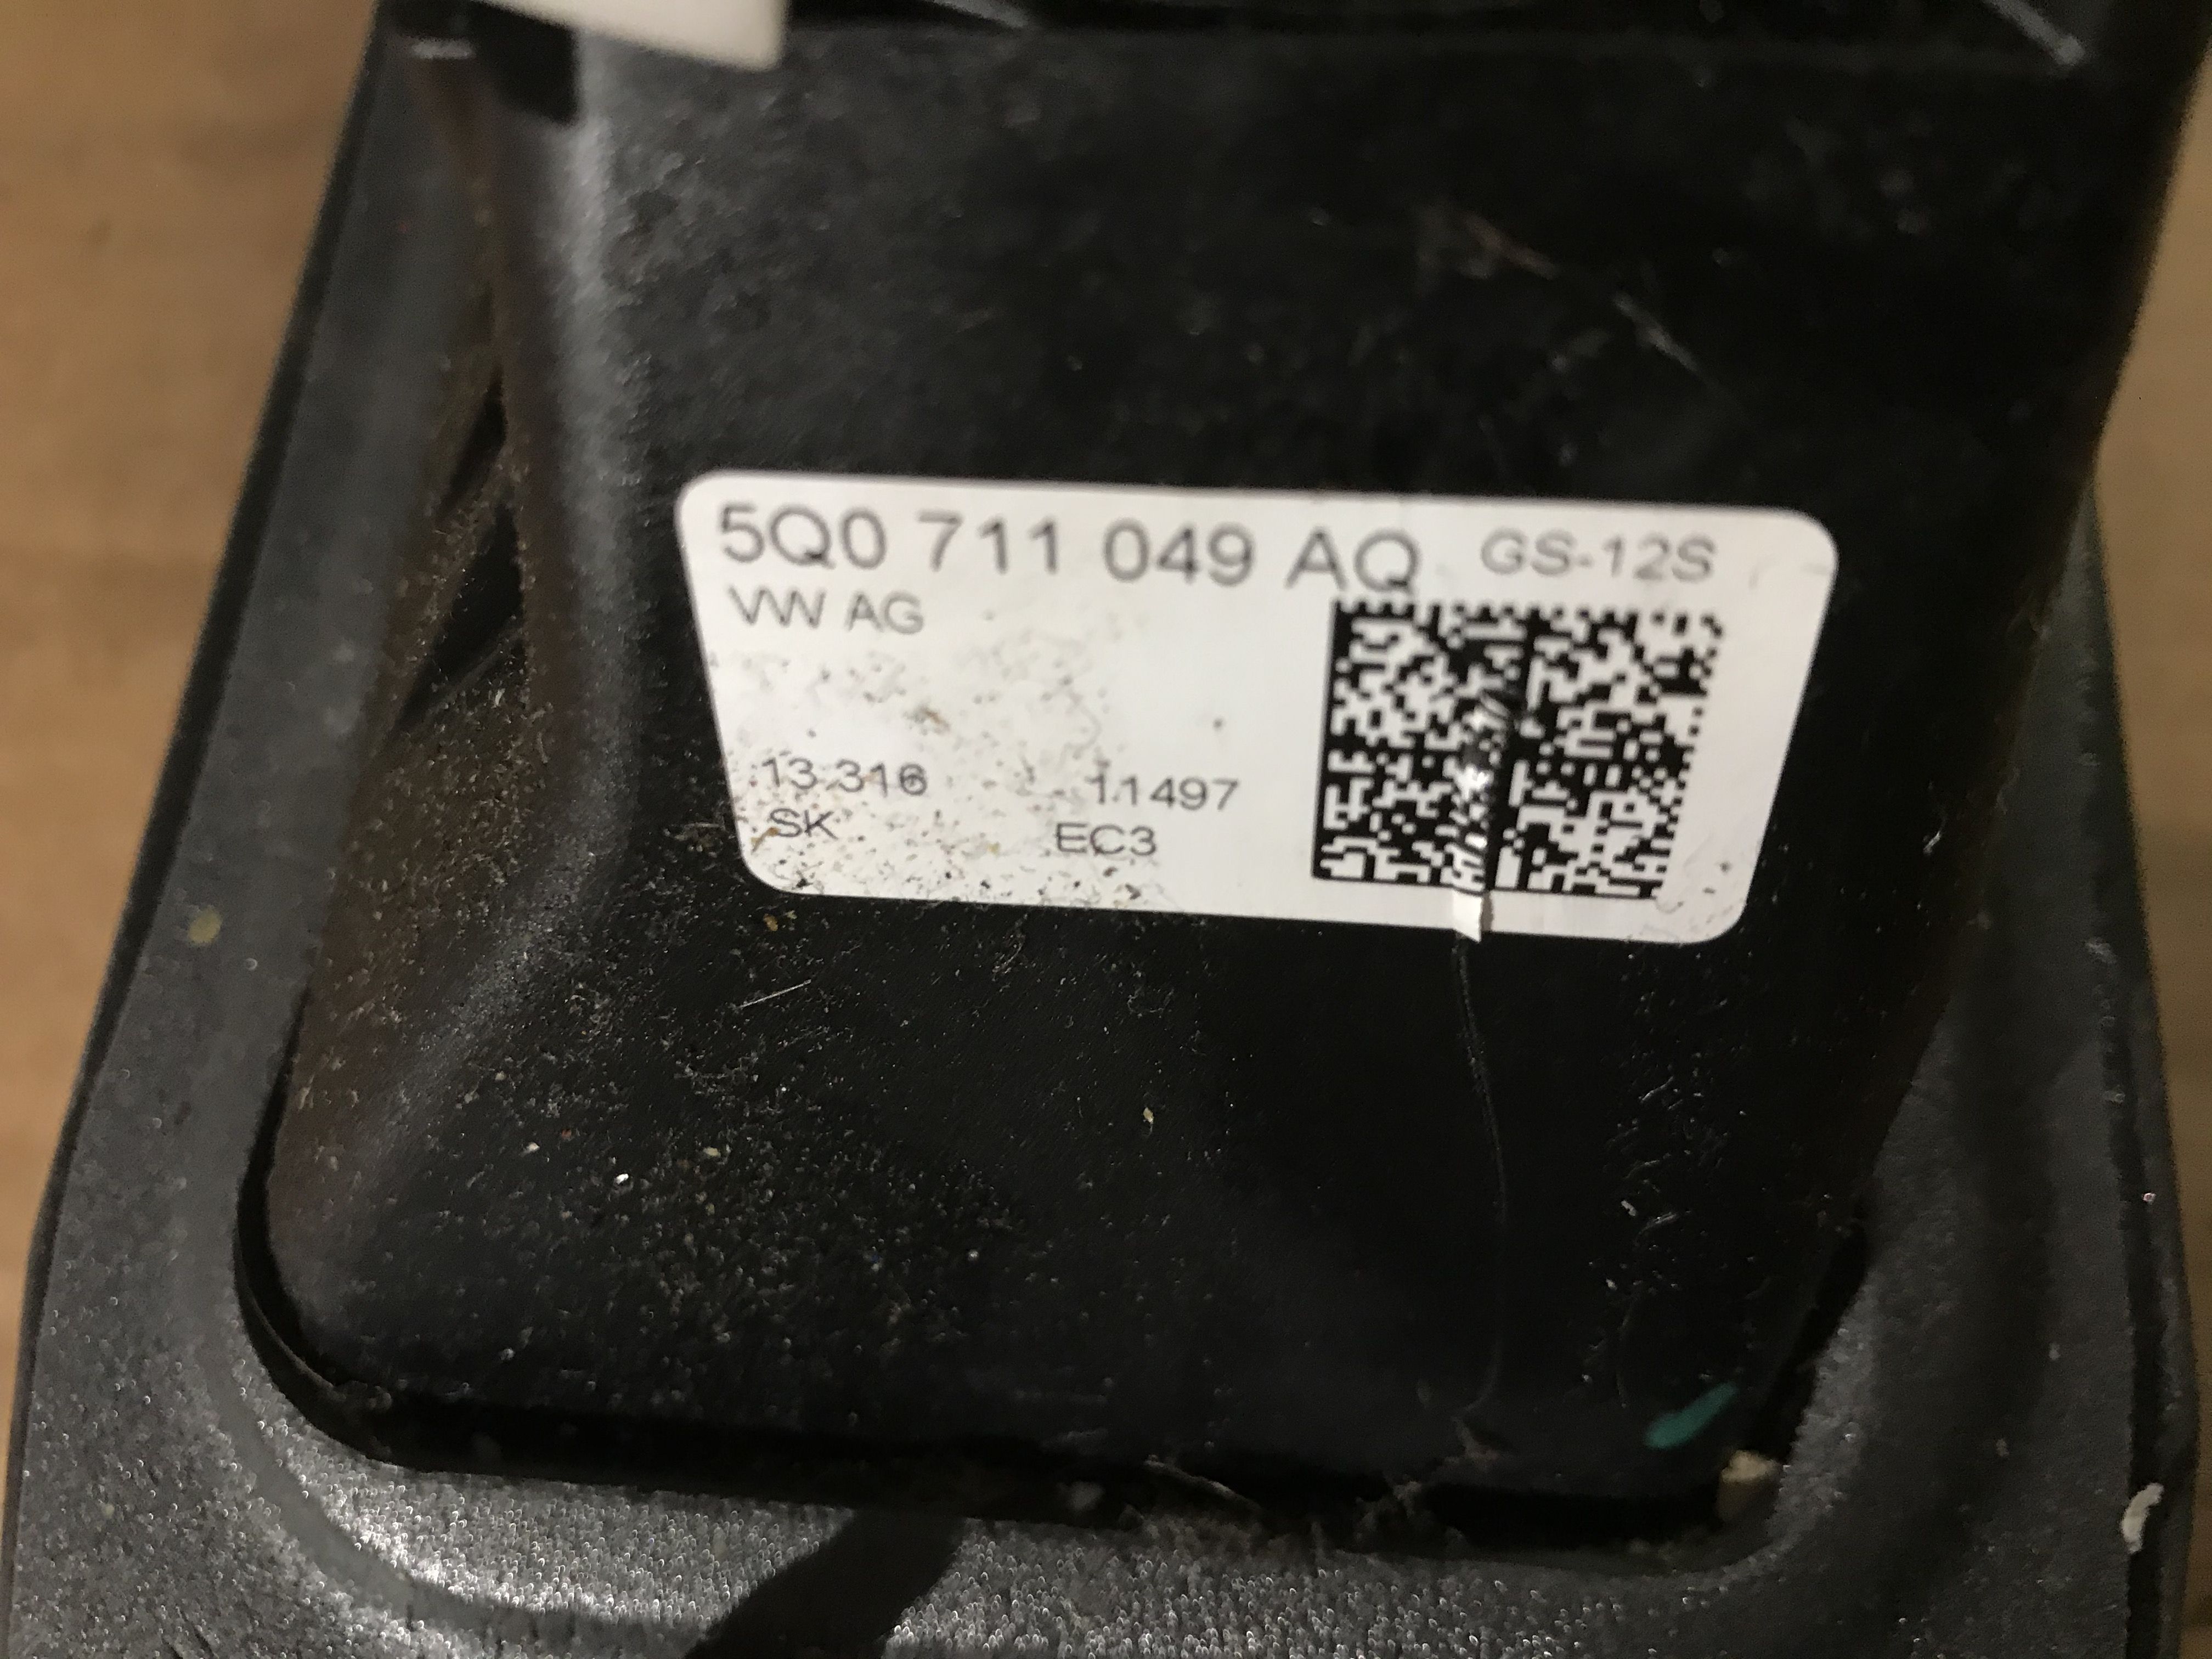 5Q0 711 049 AQ GS-12S
VW AG
13.316 11497
SK EC3